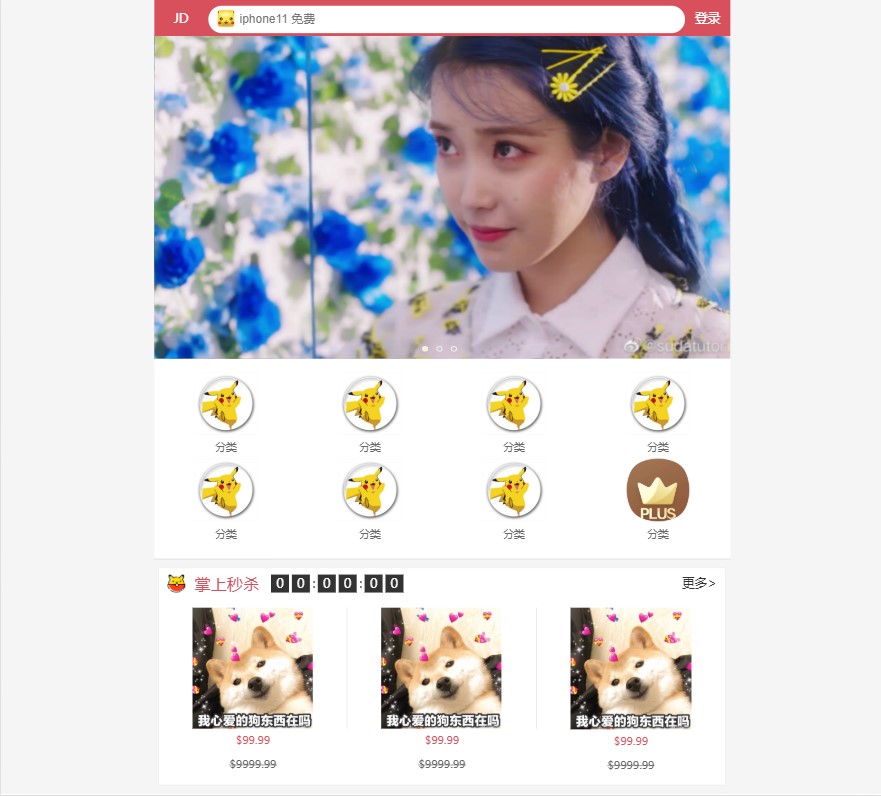 JD iphone11 免费 登录
@sudatutor
分类 分类 分类 分类
PLUS
分类 分类 分类 分类
掌上秒杀 0 0 : 0 0 : 0 0 更多>
我心爱的狗东西在吗 我心爱的狗东西在吗 我心爱的狗东西在吗
$99.99 $99.99 $99.99
$9999.99 $9999.99 $9999.99